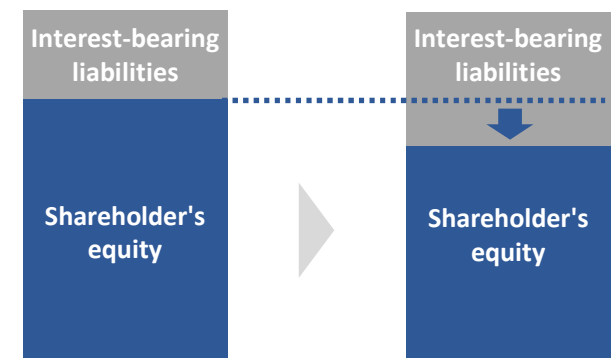 Interest-bearing
liabilities
Shareholder's
equity
Interest-bearing
liabilities
Shareholder's
equity